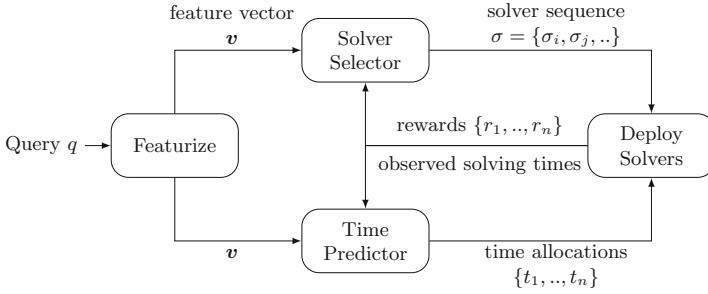 feature vector
v
Solver
Selector
solver sequence
σ = {σ_i, σ_j, ..}
Query q
Featurize
rewards {r_1, .., r_n}
observed solving times
Deploy
Solvers
v
Time
Predictor
time allocations
{t_1, .., t_n}